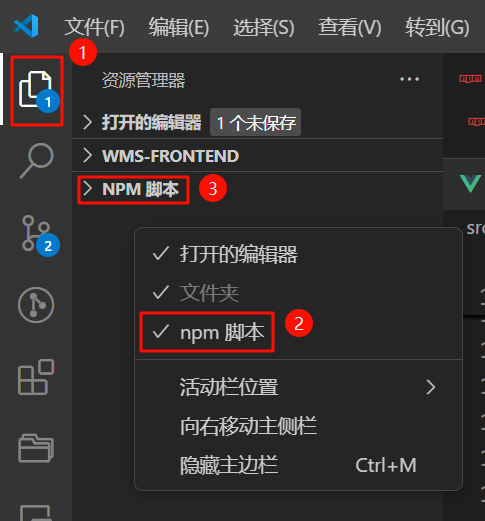 文件(F) 编辑(E) 选择(S) 查看(V) 转到(G)
1
资源管理器 ...
1
打开的编辑器 1 个未保存
WMS-FRONTEND
NPM 脚本 3
2
打开的编辑器
文件夹
npm 脚本 2
活动栏位置
向右移动主侧栏
隐藏主边栏 Ctrl+M
src